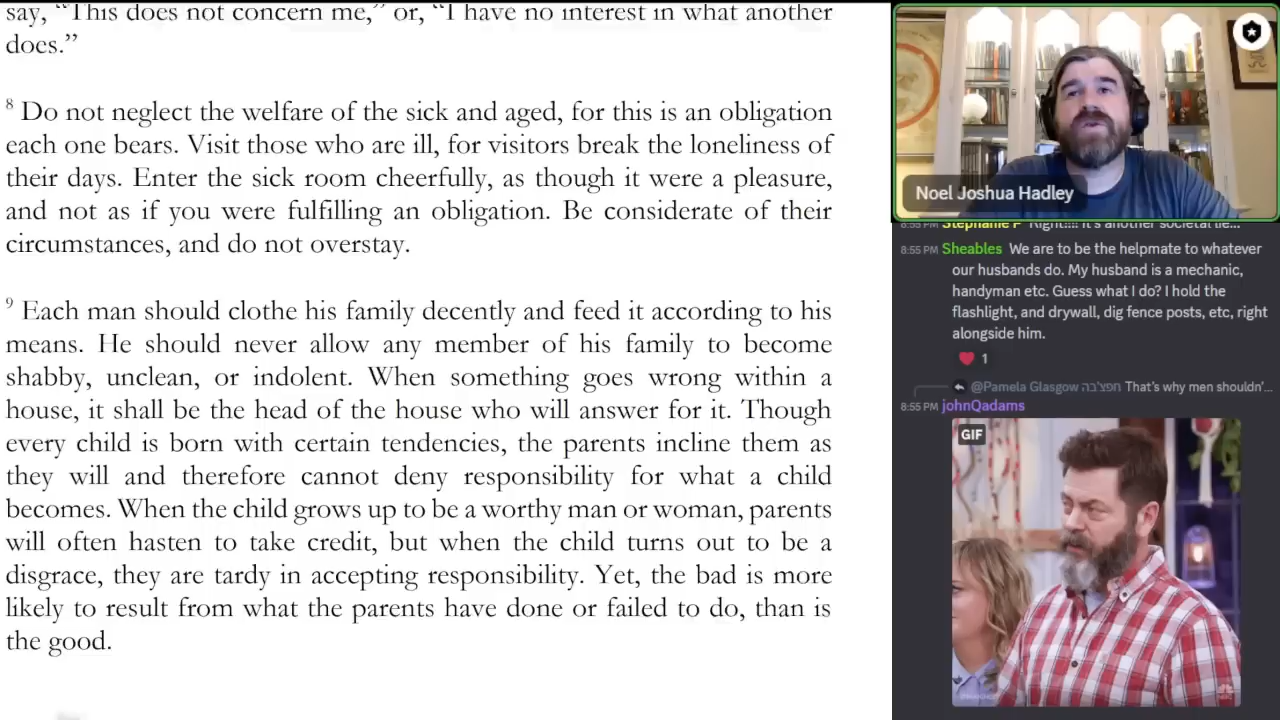 say, “This does not concern me,” or, “I have no interest in what another
does.”
8 Do not neglect the welfare of the sick and aged, for this is an obligation
each one bears. Visit those who are ill, for visitors break the loneliness of
their days. Enter the sick room cheerfully, as though it were a pleasure,
and not as if you were fulfilling an obligation. Be considerate of their
circumstances, and do not overstay.
9 Each man should clothe his family decently and feed it according to his
means. He should never allow any member of his family to become
shabby, unclean, or indolent. When something goes wrong within a
house, it shall be the head of the house who will answer for it. Though
every child is born with certain tendencies, the parents incline them as
they will and therefore cannot deny responsibility for what a child
becomes. When the child grows up to be a worthy man or woman, parents
will often hasten to take credit, but when the child turns out to be a
disgrace, they are tardy in accepting responsibility. Yet, the bad is more
likely to result from what the parents have done or failed to do, than is
the good.
Noel Joshua Hadley
8:55 PM Stephanie P Right!!!! It's another societal lie...
8:55 PM Sheables We are to be the helpmate to whatever
our husbands do. My husband is a mechanic,
handyman etc. Guess what I do? I hold the
flashlight, and drywall, dig fence posts, etc, right
alongside him.
1
@Pamela Glasgow חפצ'בה That's why men shouldn'...
8:55 PM johnQadams
GIF